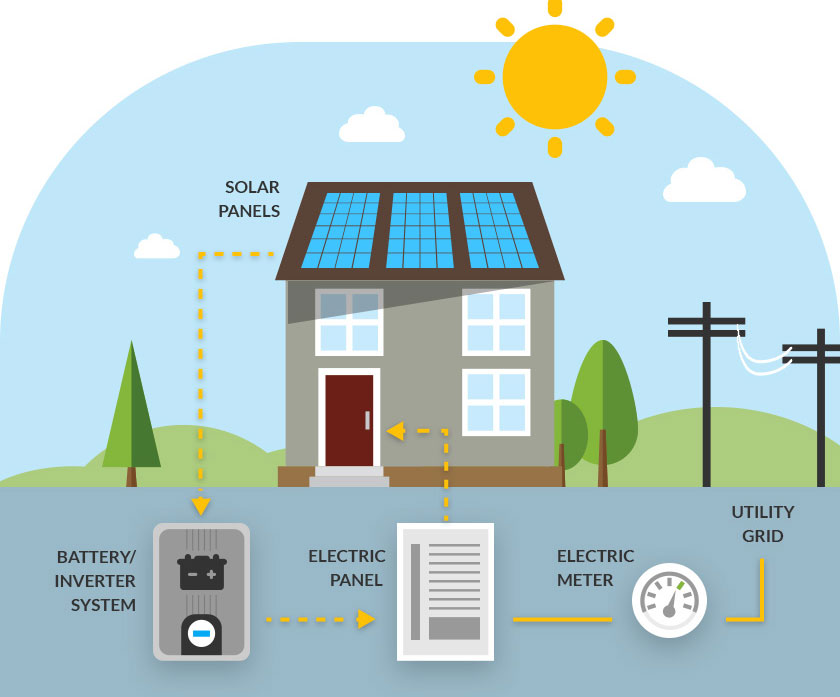 SOLAR
PANELS
UTILITY
GRID
BATTERY/
INVERTER
SYSTEM
ELECTRIC
PANEL
ELECTRIC
METER